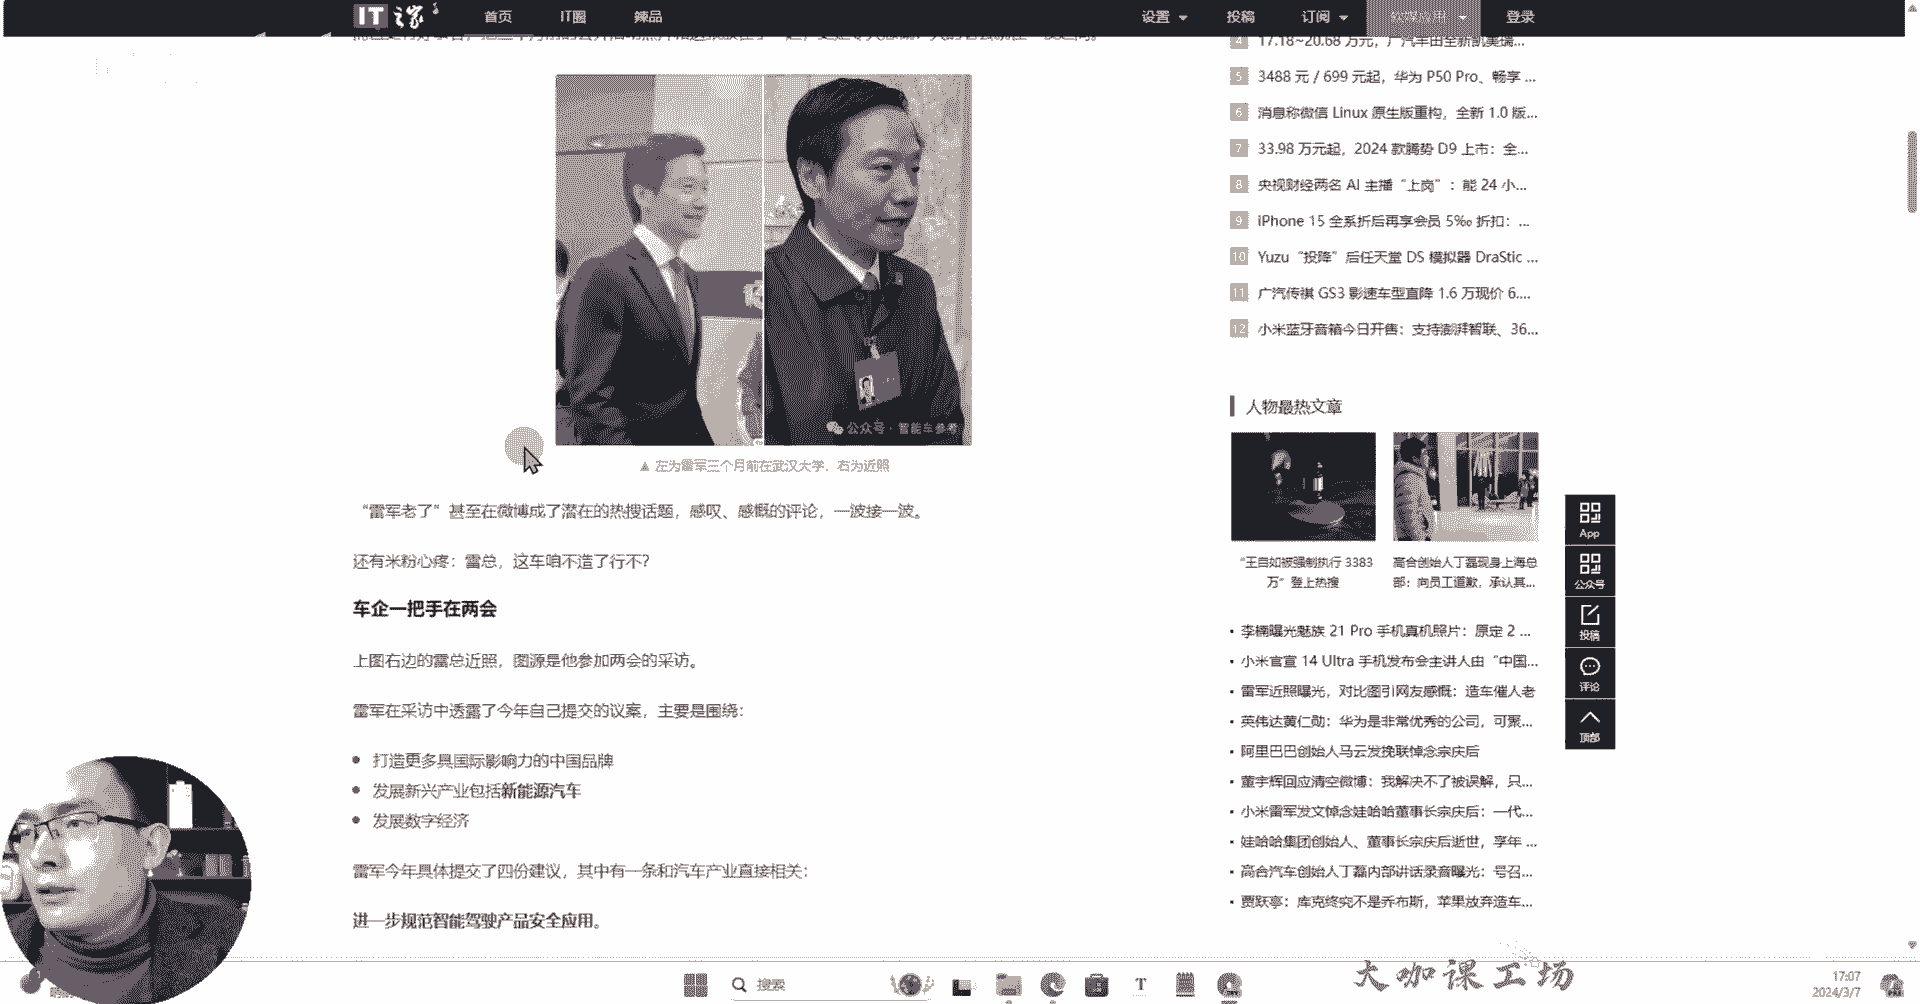 IT之家
首页
IT圈
辣品
设置
投稿
订阅
软媒应用
登录
公众号·智能车参考
▲ 左为雷军三个月前在武汉大学，右为近照
“雷军老了”甚至在微博成了潜在的热搜话题，感叹、感慨的评论，一波接一波。
还有米粉心疼：雷总，这车咱不造了行不？
车企一把手在两会
上图右边的雷总近照，图源是他参加两会的采访。
雷军在采访中透露了今年自己提交的议案，主要是围绕：
打造更多具国际影响力的中国品牌
发展新兴产业包括新能源汽车
发展数字经济
雷军今年具体提交了四份建议，其中有一条和汽车产业直接相关：
进一步规范智能驾驶产品安全应用。
4 17.18~20.68 万元，广汽丰田全新凯美瑞...
5 3488 元 / 699 元起，华为 P50 Pro、畅享 ...
6 消息称微信 Linux 原生版重构，全新 1.0 版...
7 33.98 万元起，2024 款腾势 D9 上市：全...
8 央视财经两名 AI 主播“上岗”：能 24 小...
9 iPhone 15 全系折后再享会员 5‰ 折扣：...
10 Yuzu“投降”后任天堂 DS 模拟器 DraStic ...
11 广汽传祺 GS3 影速车型直降 1.6 万现价 6....
12 小米蓝牙音箱今日开售：支持澎湃智联、36...
人物最热文章
“王自如被强制执行 3383
万”登上热搜
高合创始人丁磊现身上海总
部：向员工道歉，承认其...
李楠曝光魅族 21 Pro 手机真机照片：原定 2 ...
小米官宣 14 Ultra 手机发布会主讲人由“中国...
雷军近照曝光，对比图引网友感慨：造车催人老
英伟达黄仁勋：华为是非常优秀的公司，可聚...
阿里巴巴创始人马云发挽联悼念宗庆后
董宇辉回应清空微博：我解决不了被误解，只...
小米雷军发文悼念娃哈哈董事长宗庆后：一代...
娃哈哈集团创始人、董事长宗庆后逝世，享年 ...
高合汽车创始人丁磊内部讲话录音曝光：号召...
贾跃亭：库克终究不是乔布斯，苹果放弃造车...
App
公众号
投稿
评论
顶部
大咖课工场
搜索
17:07
2024/3/7